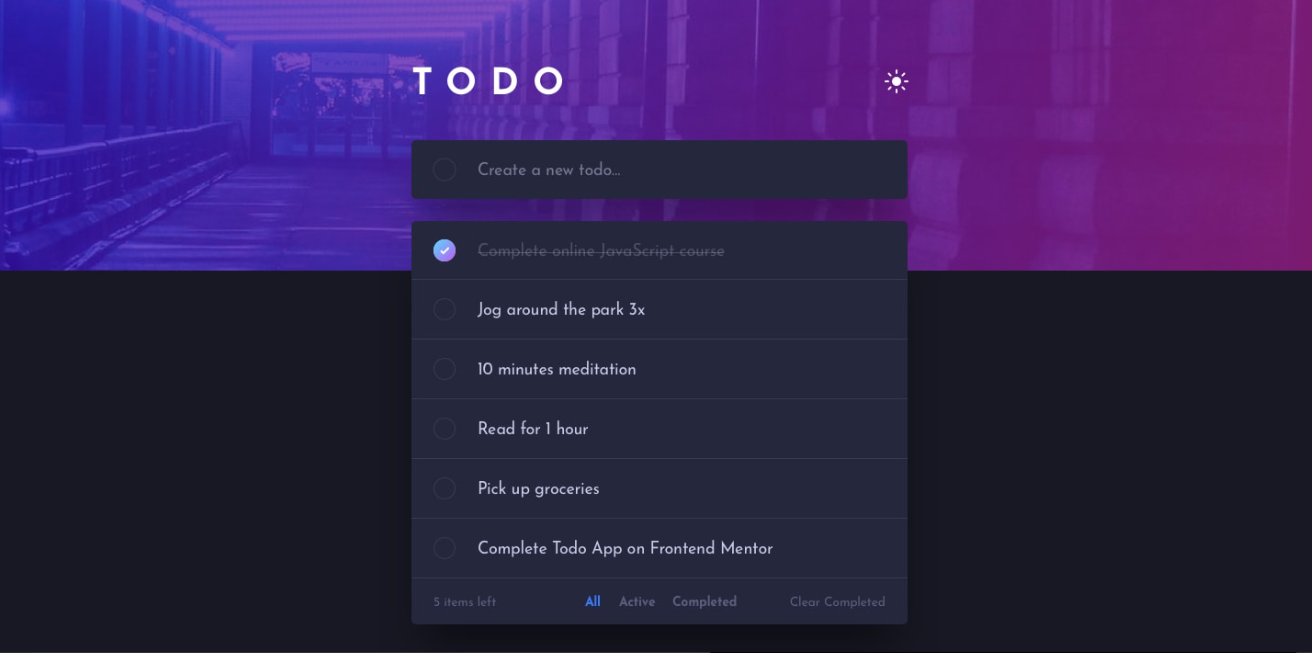 TODO
Create a new todo...
Complete online JavaScript course
Jog around the park 3x
10 minutes meditation
Read for 1 hour
Pick up groceries
Complete Todo App on Frontend Mentor
5 items left All Active Completed Clear Completed